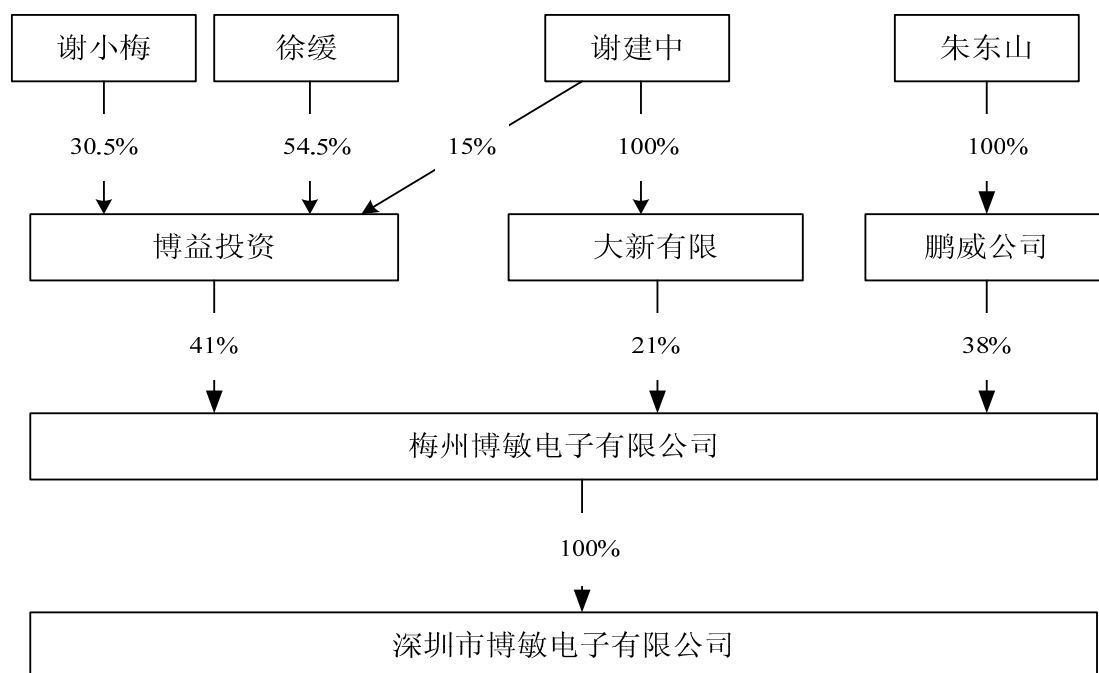 谢小梅
徐缓
谢建中
朱东山
30.5%
54.5%
15%
100%
100%
博益投资
大新有限
鹏威公司
41%
21%
38%
梅州博敏电子有限公司
100%
深圳市博敏电子有限公司